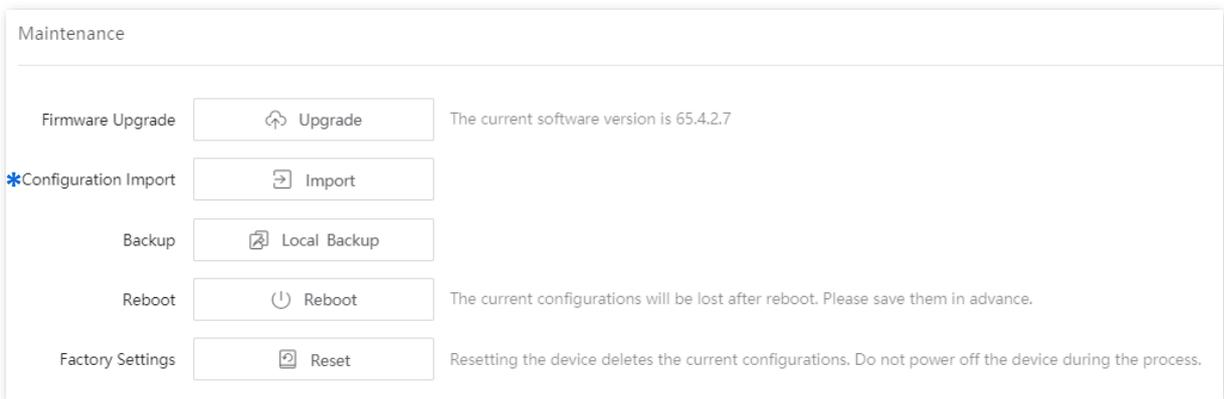 Maintenance
Firmware Upgrade Upgrade The current software version is 65.4.2.7
*Configuration Import Import
Backup Local Backup
Reboot Reboot The current configurations will be lost after reboot. Please save them in advance.
Factory Settings Reset Resetting the device deletes the current configurations. Do not power off the device during the process.